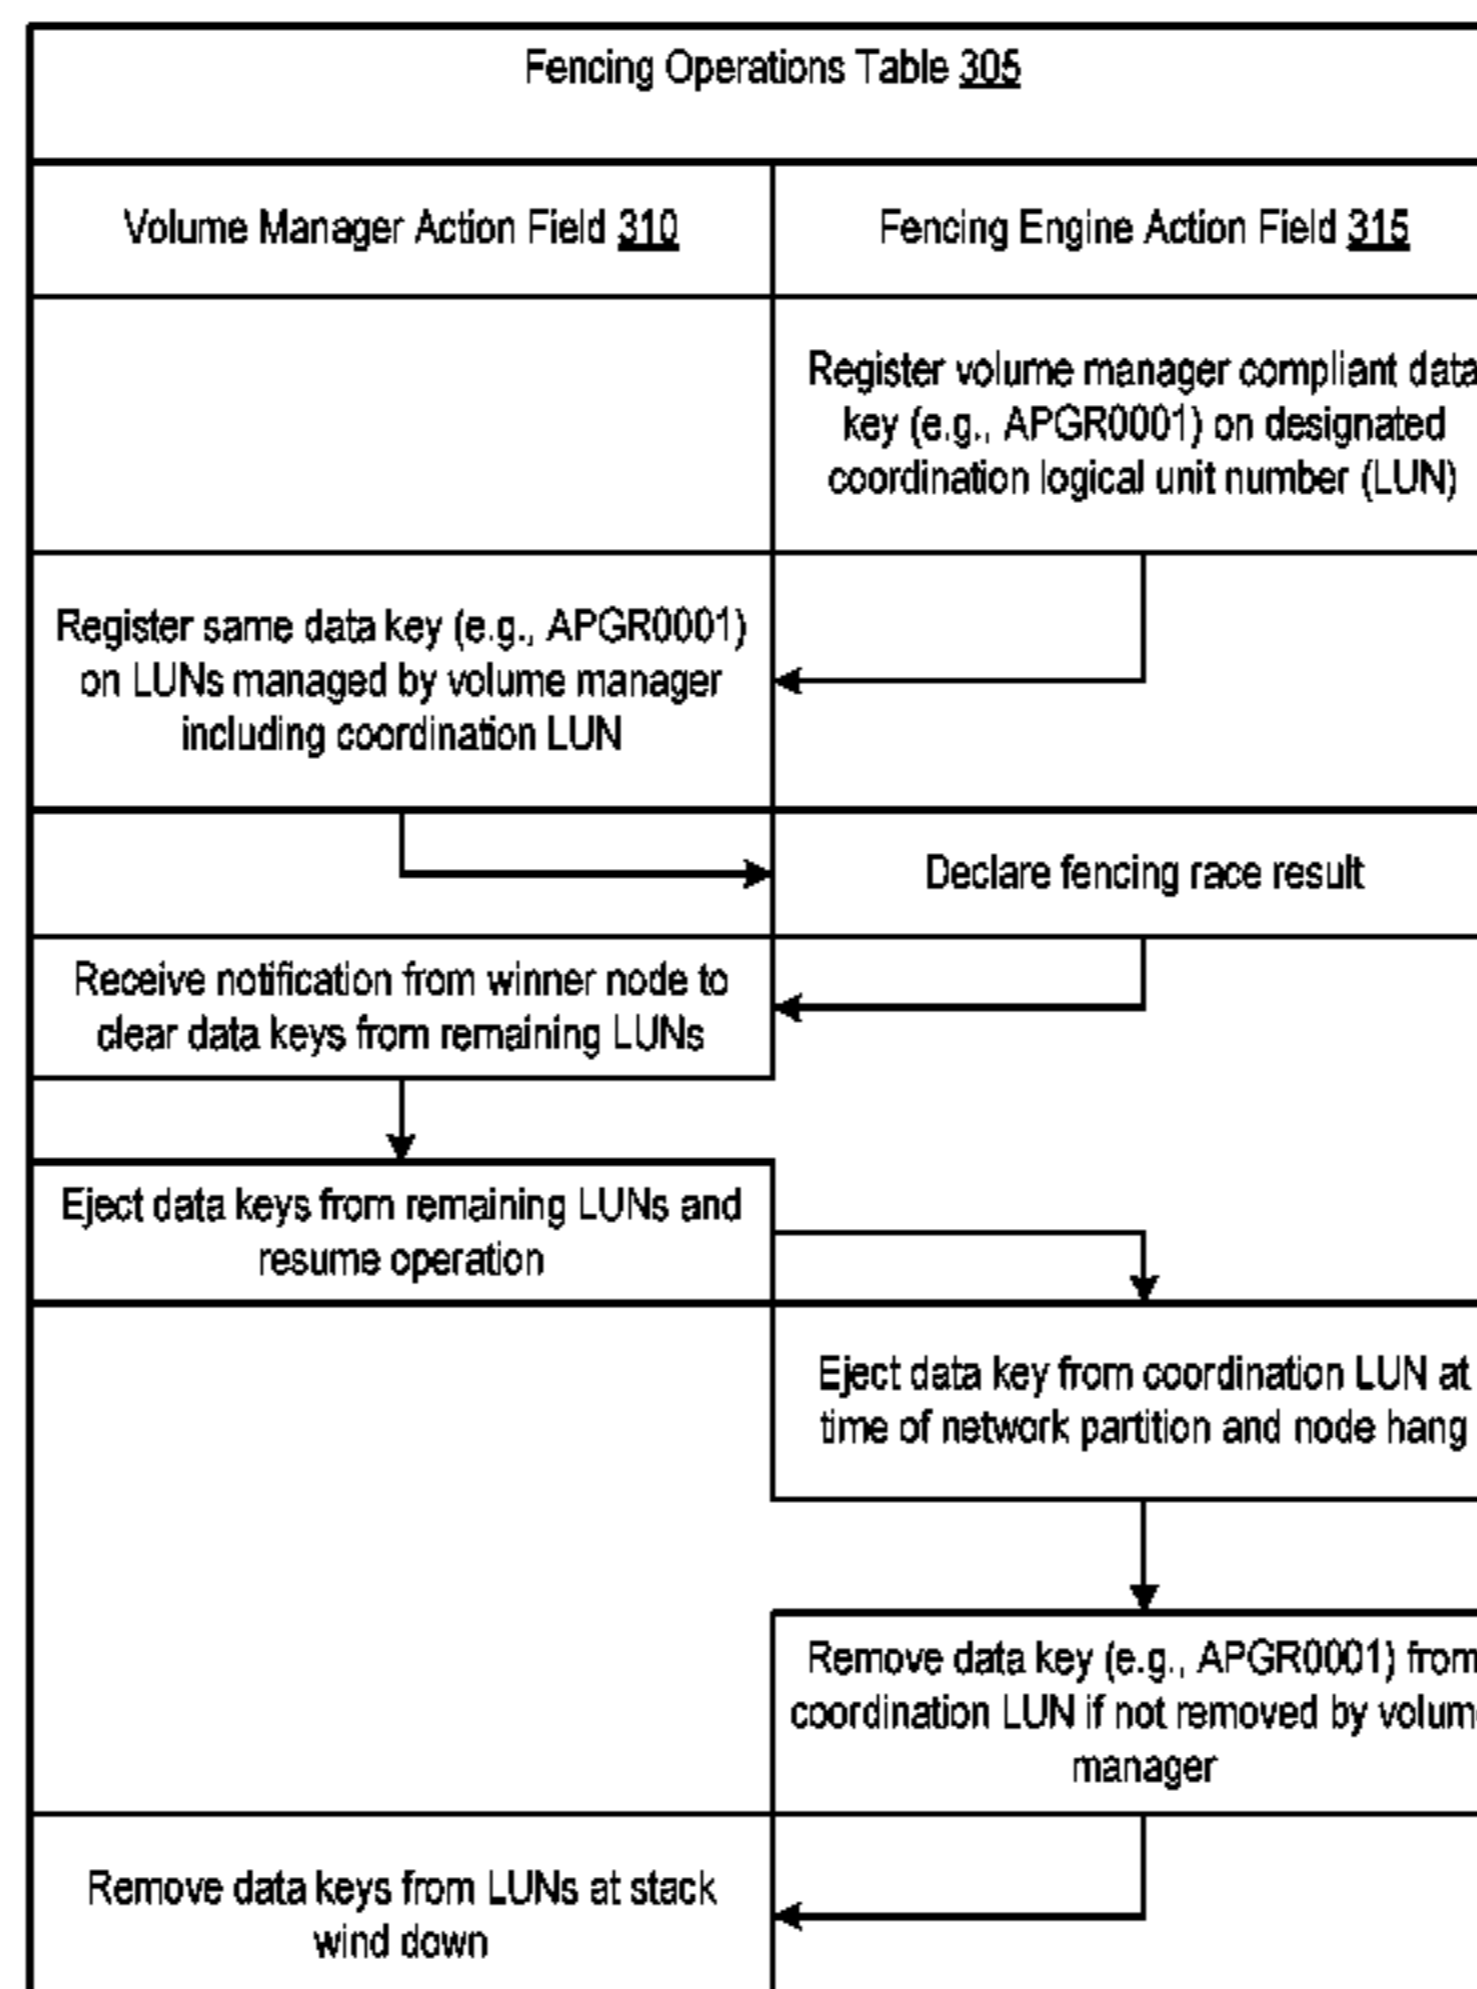 Fencing Operations Table 305
Volume Manager Action Field 310
Fencing Engine Action Field 315
Register volume manager compliant data
key (e.g., APGR0001) on designated
coordination logical unit number (LUN)
Register same data key (e.g., APGR0001)
on LUNs managed by volume manager
including coordination LUN
Declare fencing race result
Receive notification from winner node to
clear data keys from remaining LUNs
Eject data keys from remaining LUNs and
resume operation
Eject data key from coordination LUN at
time of network partition and node hang
Remove data key (e.g., APGR0001) from
coordination LUN if not removed by volum
manager
Remove data keys from LUNs at stack
wind down